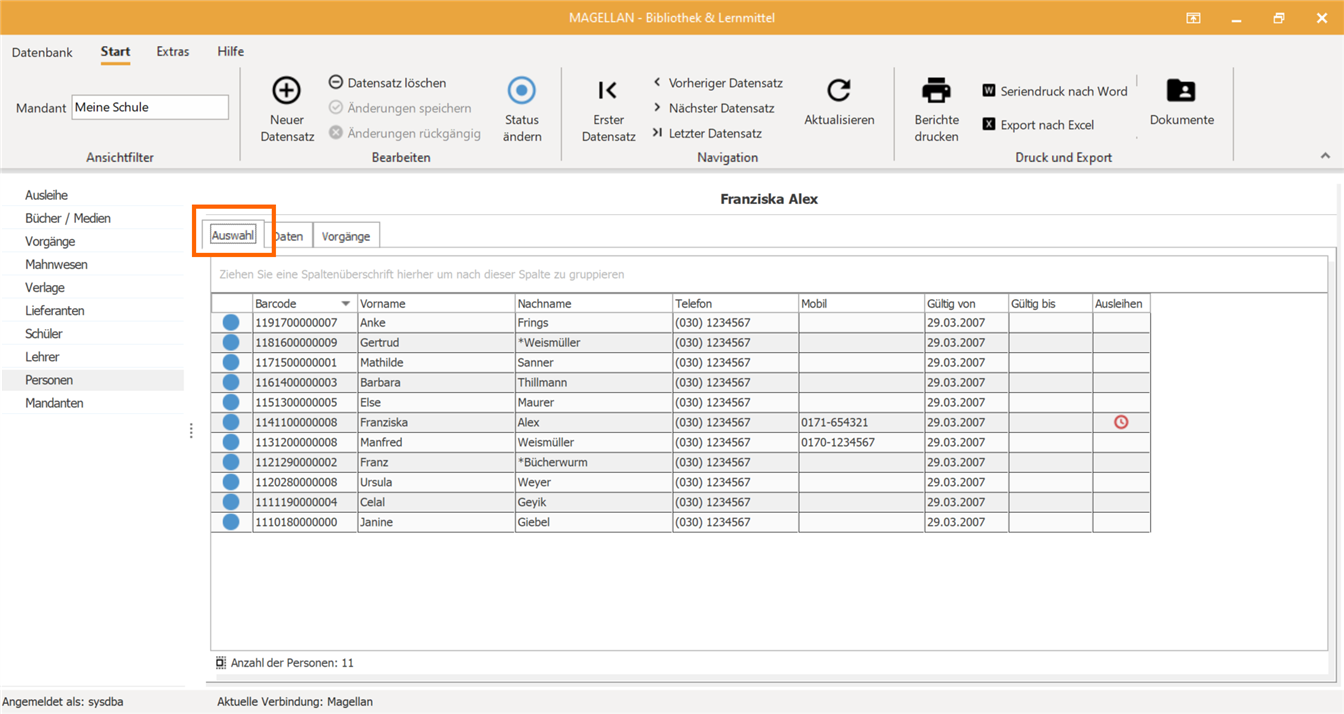 MAGELLAN - Bibliothek & Lernmittel
Datenbank Start Extras Hilfe
Mandant Meine Schule
Ansichtfilter
Neuer Datensatz
Datensatz löschen
Änderungen speichern
Änderungen rückgängig
Status ändern
Bearbeiten
Erster Datensatz
Vorheriger Datensatz
Nächster Datensatz
Letzter Datensatz
Aktualisieren
Navigation
Berichte drucken
Seriendruck nach Word
Export nach Excel
Dokumente
Druck und Export
Ausleihe
Bücher / Medien
Vorgänge
Mahnwesen
Verlage
Lieferanten
Schüler
Lehrer
Personen
Mandanten
Franziska Alex
Auswahl Daten Vorgänge
Ziehen Sie eine Spaltenüberschrift hierher um nach dieser Spalte zu gruppieren
Barcode Vorname Nachname Telefon Mobil Gültig von Gültig bis Ausleihen
1191700000007 Anke Frings (030) 1234567 29.03.2007
1181600000009 Gertrud *Weismüller (030) 1234567 29.03.2007
1171500000001 Mathilde Sanner (030) 1234567 29.03.2007
1161400000003 Barbara Thillmann (030) 1234567 29.03.2007
1151300000005 Else Maurer (030) 1234567 29.03.2007
1141100000008 Franziska Alex (030) 1234567 0171-654321 29.03.2007
1131200000008 Manfred Weismüller (030) 1234567 0170-1234567 29.03.2007
1121290000002 Franz *Bücherwurm (030) 1234567 29.03.2007
1120280000008 Ursula Weyer (030) 1234567 29.03.2007
1111190000004 Celal Geyik (030) 1234567 29.03.2007
1110180000000 Janine Giebel (030) 1234567 29.03.2007
Anzahl der Personen: 11
Angemeldet als: sysdba Aktuelle Verbindung: Magellan